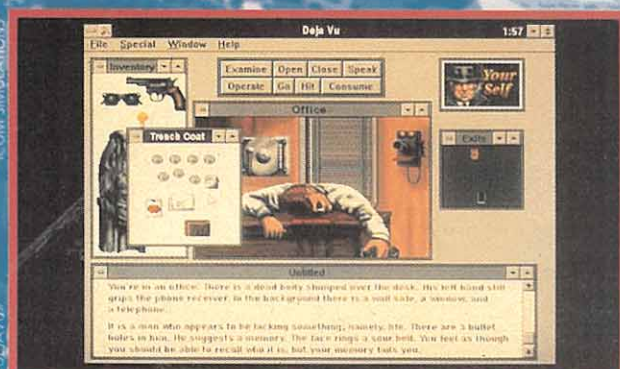 ICOM SIMULATIONS
Deja Vu 1:57
File Special Window Help
Inventory
Examine Open Close Speak
Operate Go Hit Consume
Your Self
Office
Exits
Trench Coat
Untitled
You're in an office. There is a dead body slumped over the desk. His left hand still
grips the phone receiver. In the background there is a wall safe, a window, and
a telephone.
It is a man who appears to be lacking something, namely, life. There are 3 bullet
holes in him. He suggests a memory. The face rings a sour bell. You feel as though
you should be able to recall who it is, but your memory fails you.